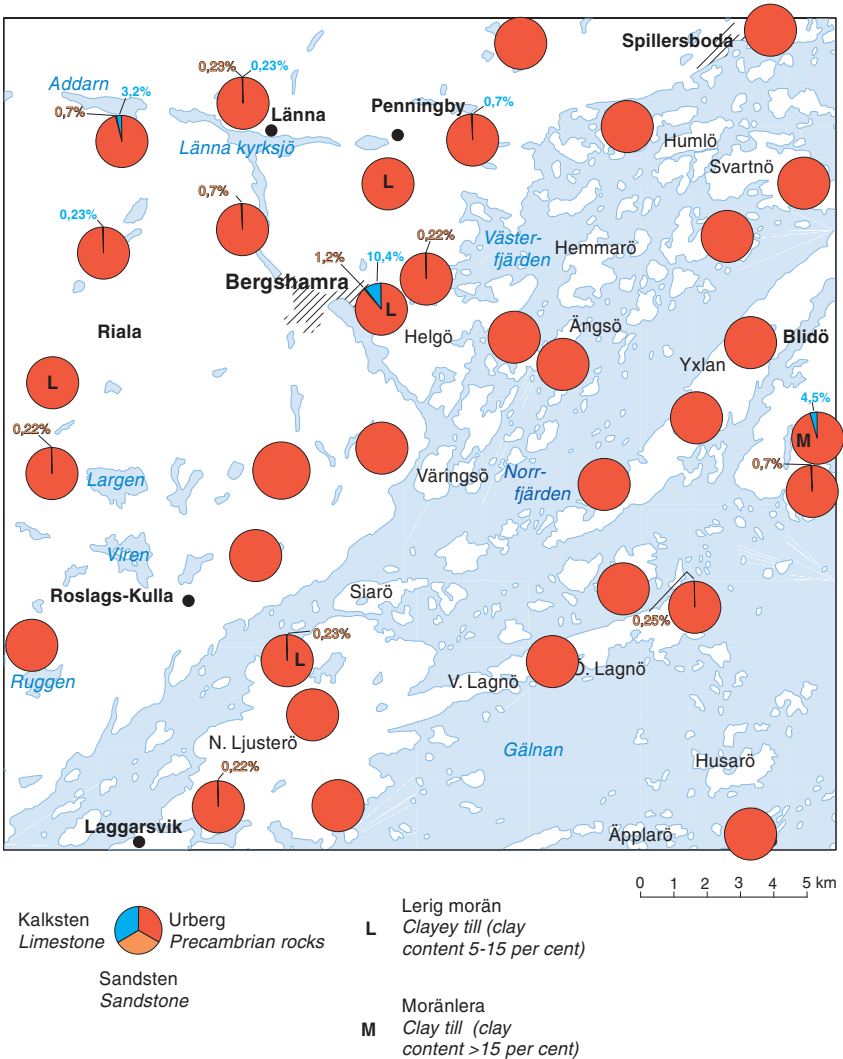 Spillersboda
Addarn
0,23%
0,23%
3,2%
0,7%
Länna
Penningby
0,7%
Länna kyrksjö
Humlö
Svartnö
L
0,7%
0,23%
0,22%
Väster-
fjärden
Hemmarö
1,2%
10,4%
Bergshamra
L
Helgö
Ängsö
Riala
Blidö
Yxlan
L
4,5%
M
0,22%
0,7%
Largen
Väringsö
Norr-
fjärden
Viren
Siarö
Roslags-Kulla
0,25%
0,23%
L
Ruggen
V. Lagnö
Ö. Lagnö
N. Ljusterö
Gälnan
0,22%
Husarö
Laggarsvik
Äpplarö
0 1 2 3 4 5 km
Kalksten
Limestone
Urberg
Precambrian rocks
Sandsten
Sandstone
L
Lerig morän
Clayey till (clay
content 5-15 per cent)
M
Moränlera
Clay till (clay
content >15 per cent)